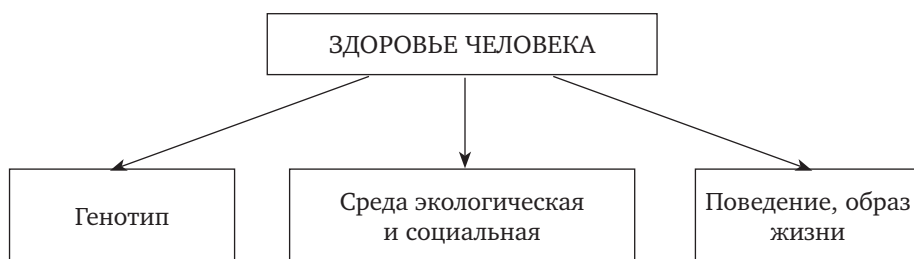 ЗДОРОВЬЕ ЧЕЛОВЕКА
Генотип
Среда экологическая
и социальная
Поведение, образ
жизни